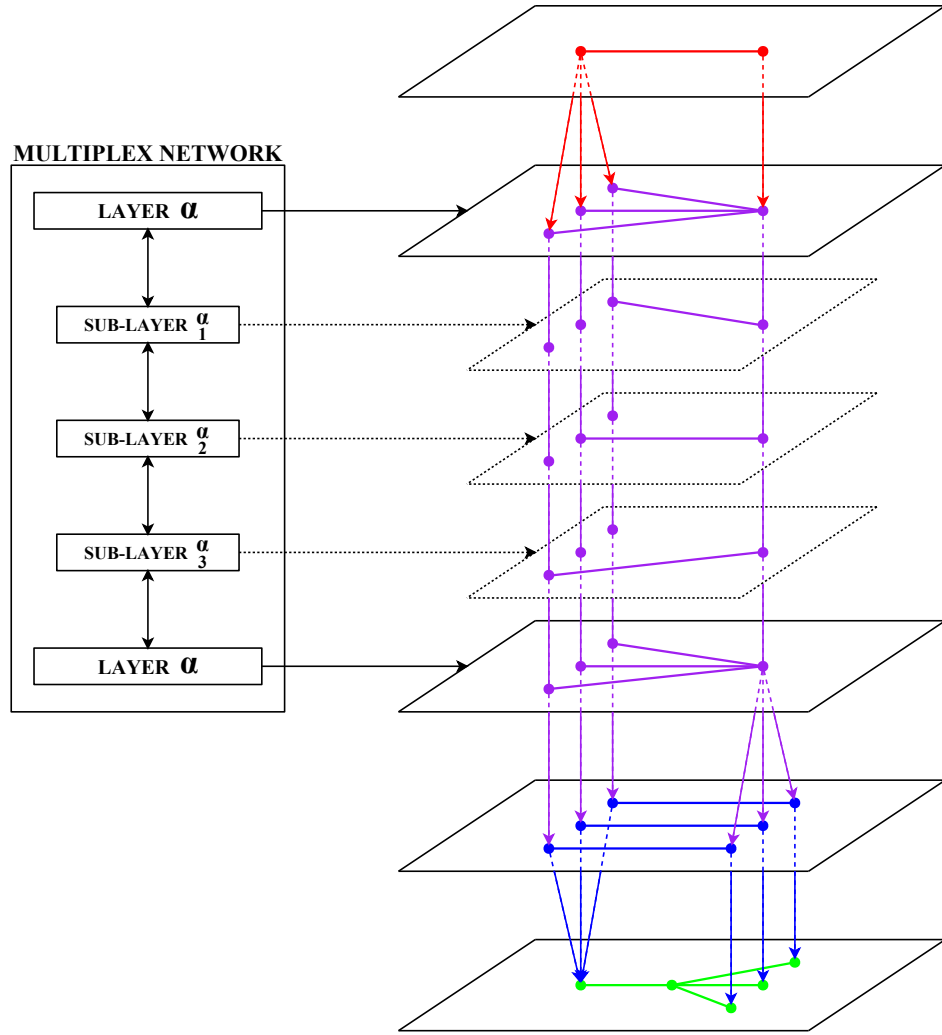 MULTIPLEX NETWORK
LAYER α
SUB-LAYER α 1
SUB-LAYER α 2
SUB-LAYER α 3
LAYER α